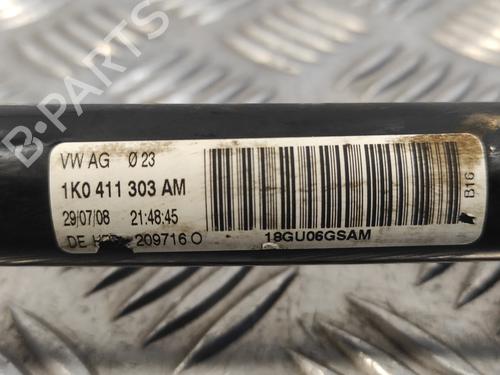 B-PARTS
VW AG Ø 23
1K0 411 303 AM
29/07/08 21:48:45
DE 209716 O
18GU06GSAM
B16